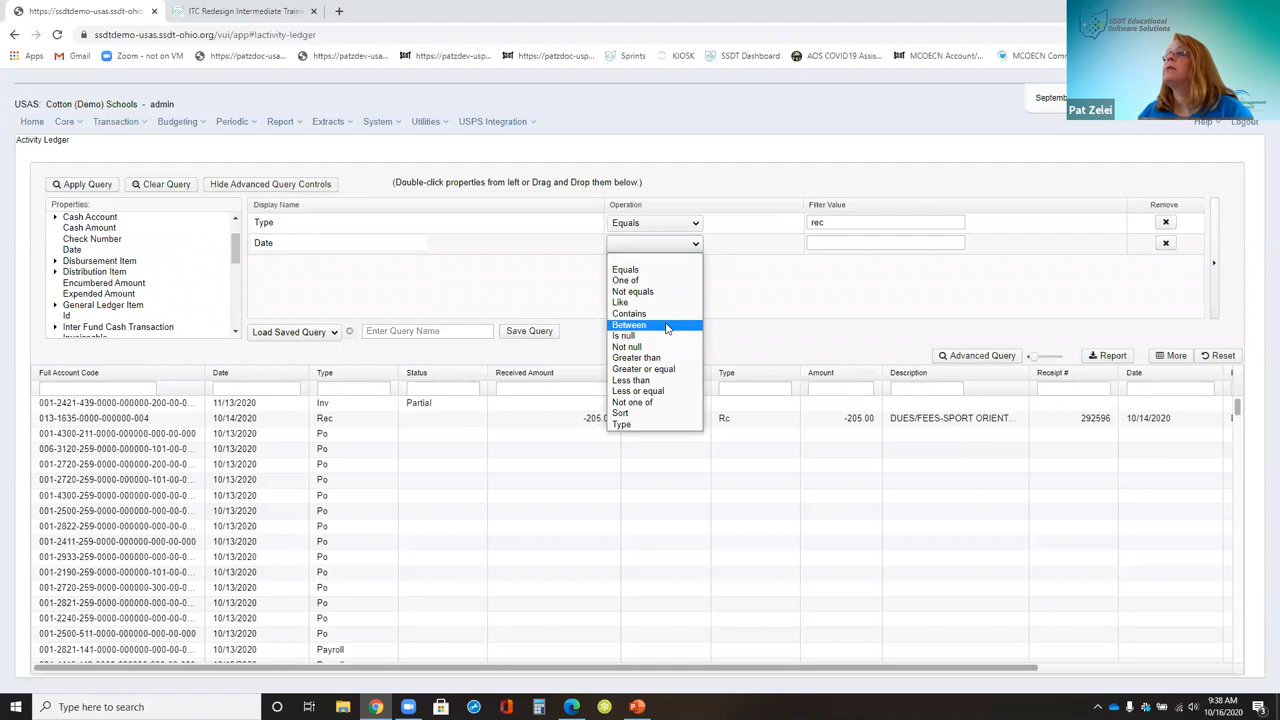 https://ssdtdemo-usas.ssdt-ohio.org
ITC Redesign Intermediate Traini
ssdtdemo-usas.ssdt-ohio.org/vui/app#!activity-ledger
Apps Gmail Zoom - not on VM https://patzdoc-usa... https://patzdev-usa... https://patzdev-usp... https://patzdoc-usp... Sprints KIOSK SSDT Dashboard AOS COVID19 Assis... MCOECN Account/... MCOECN Comm
SSDT Educational
Software Solutions
Pat Zelei
USAS: Cotton (Demo) Schools - admin
Septemb
Home Core Transaction Budgeting Periodic Report Extracts System Utilities USPS Integration Help Logout
Activity Ledger
Apply Query Clear Query Hide Advanced Query Controls (Double-click properties from left or Drag and Drop them below.)
Properties:
Cash Account
Cash Amount
Check Number
Date
Disbursement Item
Distribution Item
Encumbered Amount
Expended Amount
General Ledger Item
Id
Inter Fund Cash Transaction
Display Name Operation Filter Value Remove
Type Equals rec
Date
Equals
One of
Not equals
Like
Contains
Between
Is null
Not null
Greater than
Greater or equal
Less than
Less or equal
Not one of
Sort
Type
Load Saved Query Enter Query Name Save Query
Advanced Query Report More Reset
Full Account Code Date Type Status Received Amount Type Amount Description Receipt # Date
001-2421-439-0000-000000-200-00-0... 11/13/2020 Inv Partial
013-1635-0000-000000-004 10/14/2020 Rec -205.0 Rc -205.00 DUES/FEES-SPORT ORIENT... 292596 10/14/2020
001-4300-211-0000-000000-000-00-0... 10/13/2020 Po
006-3120-259-0000-000000-101-00-0... 10/13/2020 Po
001-2720-259-0000-000000-200-00-0... 10/13/2020 Po
001-2720-259-0000-000000-101-00-0... 10/13/2020 Po
001-4300-259-0000-000000-000-00-0... 10/13/2020 Po
001-2500-259-0000-000000-000-00-0... 10/13/2020 Po
001-2822-259-0000-000000-000-00-0... 10/13/2020 Po
001-2411-259-0000-000000-000-00-000 10/13/2020 Po
001-2933-259-0000-000000-000-00-0... 10/13/2020 Po
001-2190-259-0000-000000-101-00-0... 10/13/2020 Po
001-2720-259-0000-000000-300-00-0... 10/13/2020 Po
001-2821-259-0000-000000-000-00-0... 10/13/2020 Po
001-2240-259-0000-000000-000-00-0... 10/13/2020 Po
001-2500-511-0000-000000-000-00-000 10/13/2020 Po
001-2821-141-0000-000000-000-00-0... 10/13/2020 Payroll
Type here to search
9:38 AM
10/16/2020